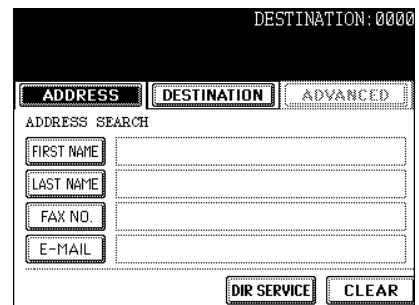 DESTINATION:0000
ADDRESS DESTINATION ADVANCED
ADDRESS SEARCH
FIRST NAME
LAST NAME
FAX NO.
E-MAIL
DIR SERVICE CLEAR